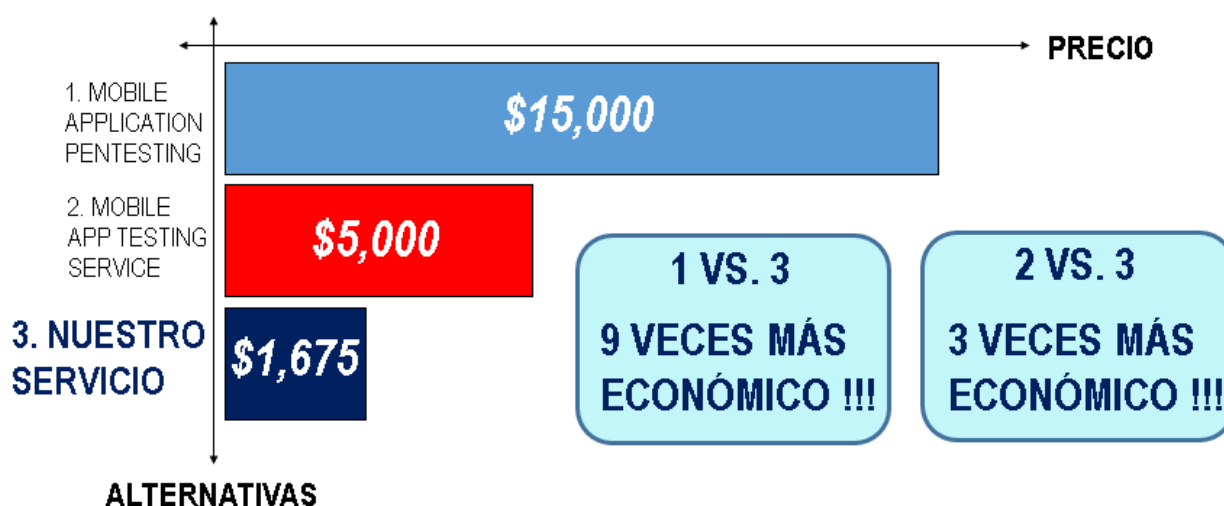 PRECIO
1. MOBILE
APPLICATION
PENTESTING
$15,000
2. MOBILE
APP TESTING
SERVICE
$5,000
3. NUESTRO
SERVICIO
$1,675
1 VS. 3
9 VECES MÁS
ECONÓMICO !!!
2 VS. 3
3 VECES MÁS
ECONÓMICO !!!
ALTERNATIVAS